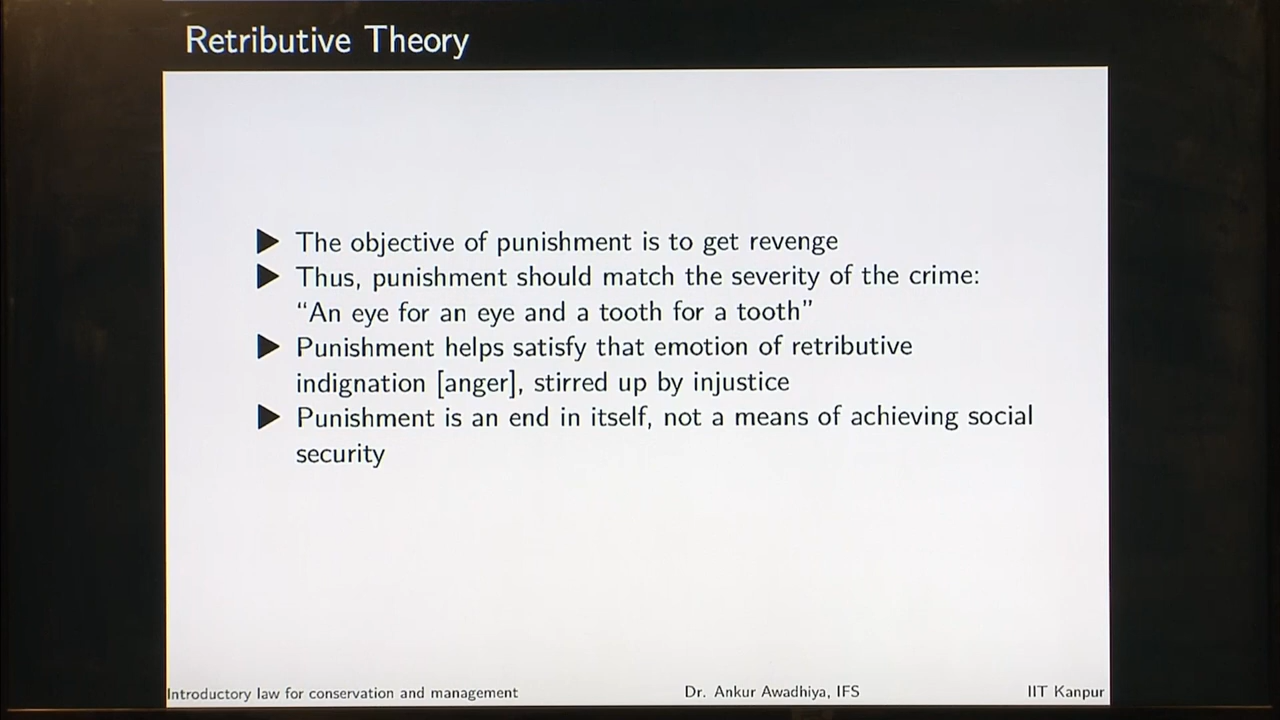 Retributive Theory
▶ The objective of punishment is to get revenge
▶ Thus, punishment should match the severity of the crime:
“An eye for an eye and a tooth for a tooth”
▶ Punishment helps satisfy that emotion of retributive
indignation [anger], stirred up by injustice
▶ Punishment is an end in itself, not a means of achieving social
security
Introductory law for conservation and management Dr. Ankur Awadhiya, IFS IIT Kanpur